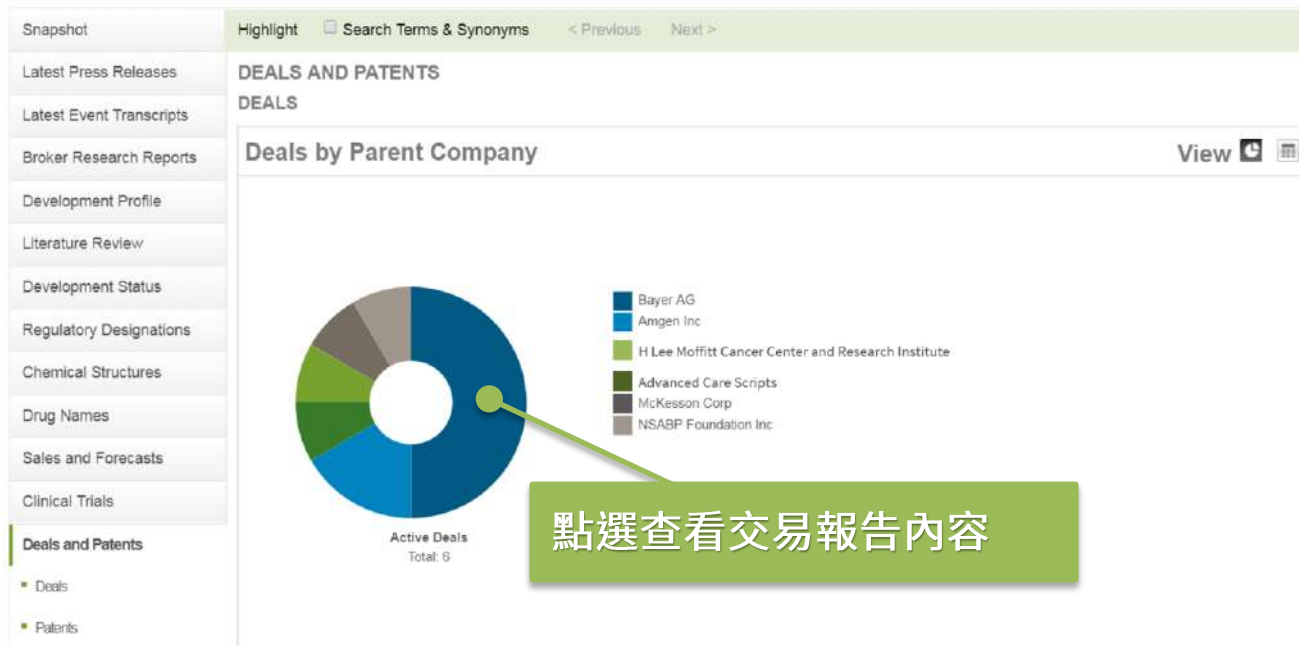 Snapshot
Latest Press Releases
Latest Event Transcripts
Broker Research Reports
Development Profile
Literature Review
Development Status
Regulatory Designations
Chemical Structures
Drug Names
Sales and Forecasts
Clinical Trials
Deals and Patents
Deals
Patents
Highlight Search Terms & Synonyms < Previous Next >
DEALS AND PATENTS
DEALS
Deals by Parent Company View
Bayer AG
Amgen Inc
H Lee Moffitt Cancer Center and Research Institute
Advanced Care Scripts
McKesson Corp
NSABP Foundation Inc
Active Deals
Total: 6
點選查看交易報告內容